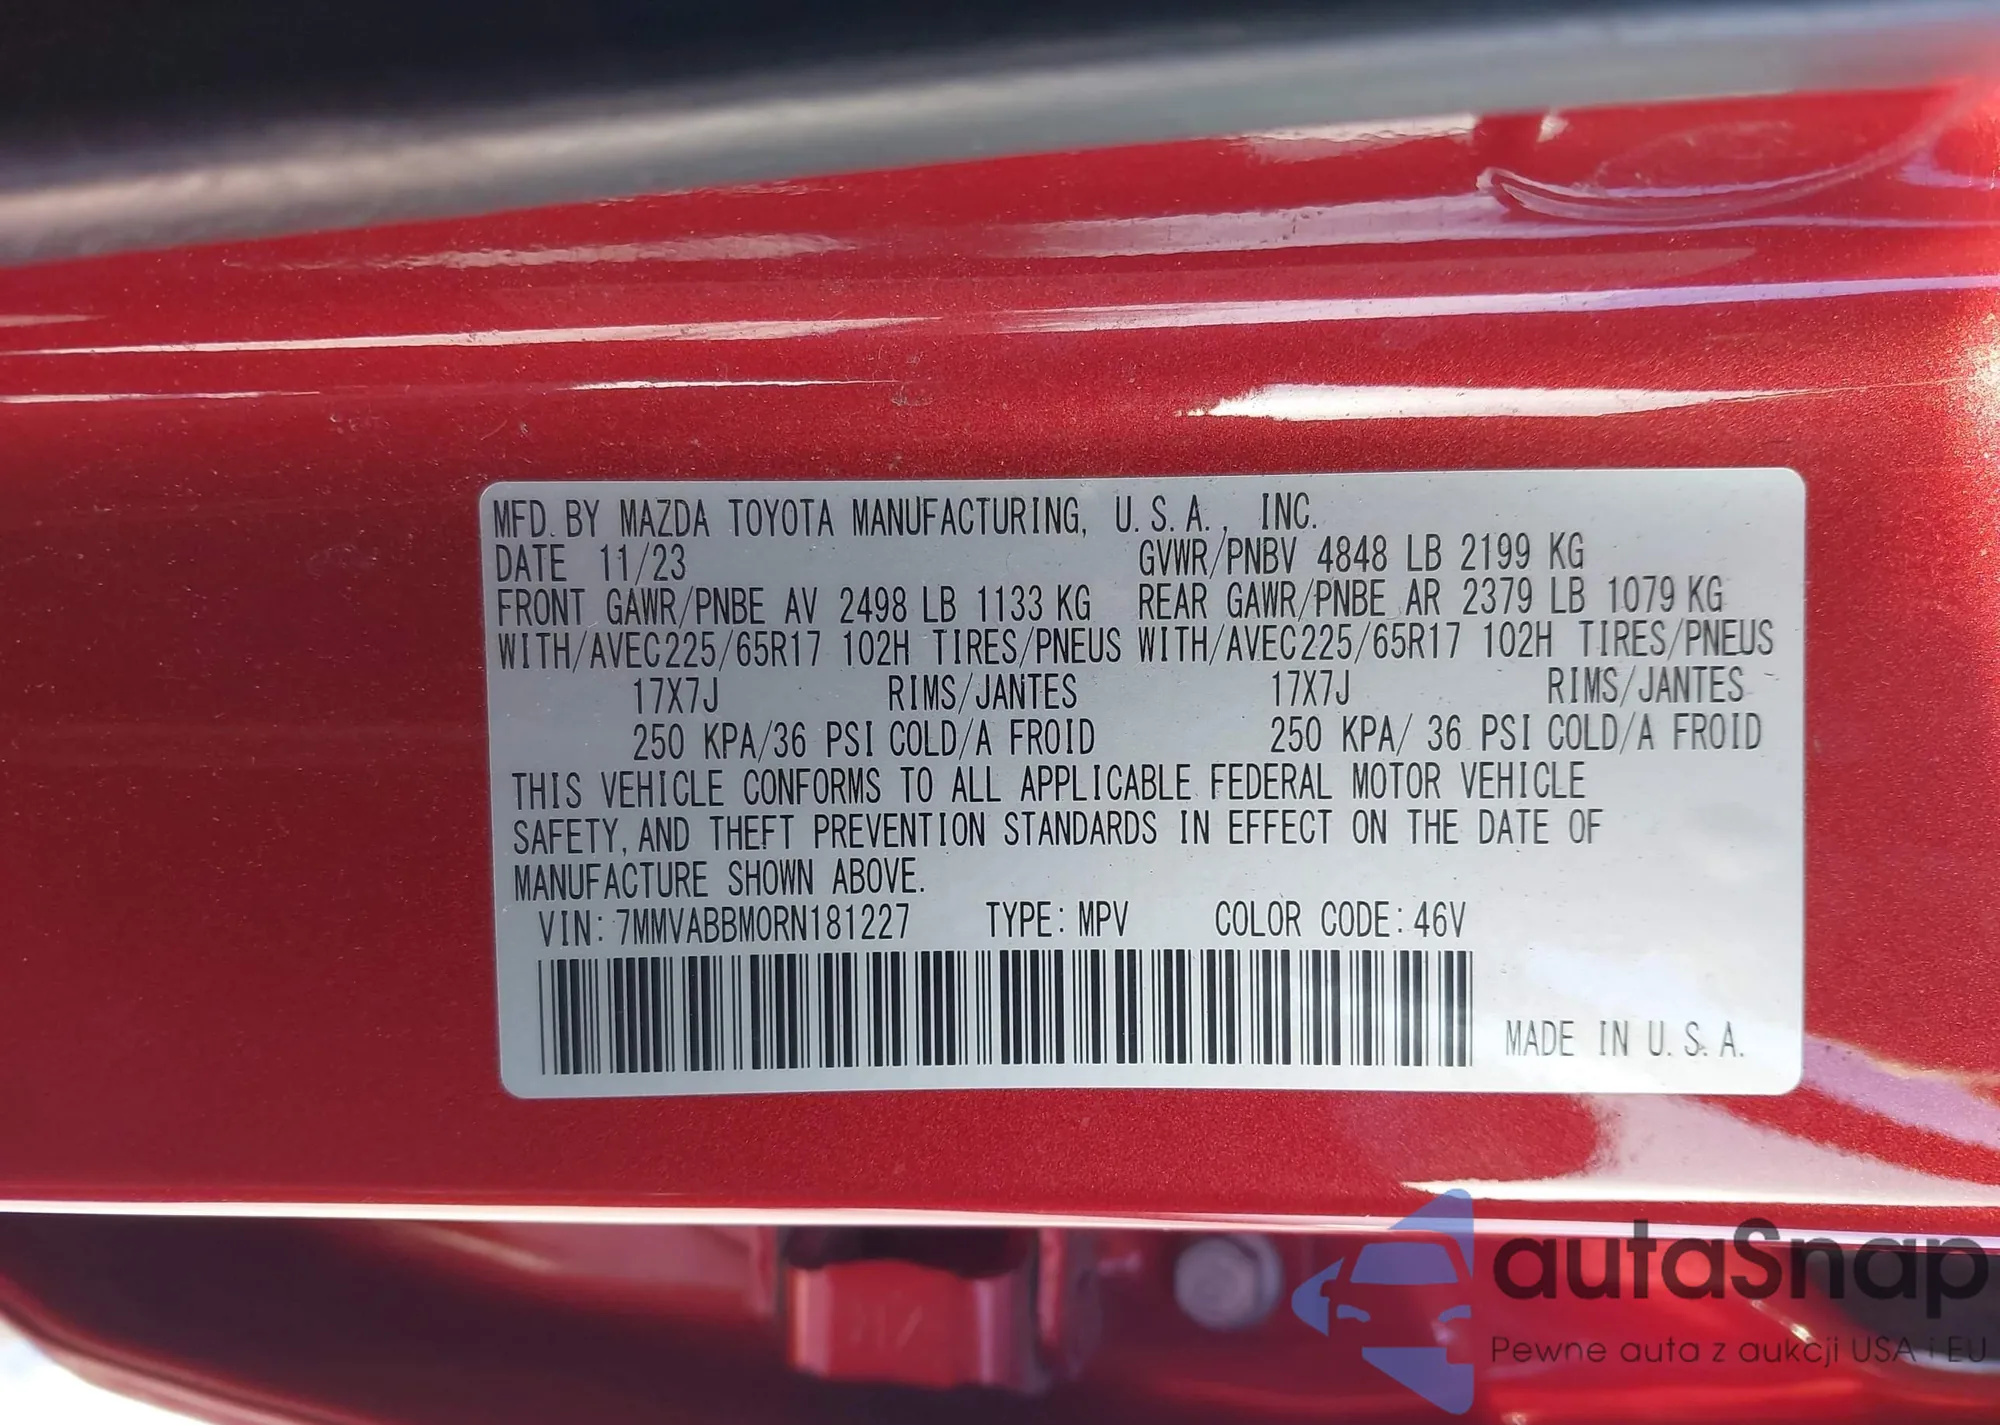 MFD. BY MAZDA TOYOTA MANUFACTURING, U.S.A., INC.
DATE 11/23 GVWR/PNBV 4848 LB 2199 KG
FRONT GAWR/PNBE AV 2498 LB 1133 KG REAR GAWR/PNBE AR 2379 LB 1079 KG
WITH/AVEC225/65R17 102H TIRES/PNEUS WITH/AVEC225/65R17 102H TIRES/PNEUS
17X7J RIMS/JANTES 17X7J RIMS/JANTES
250 KPA/36 PSI COLD/A FROID 250 KPA/ 36 PSI COLD/A FROID
THIS VEHICLE CONFORMS TO ALL APPLICABLE FEDERAL MOTOR VEHICLE
SAFETY, AND THEFT PREVENTION STANDARDS IN EFFECT ON THE DATE OF
MANUFACTURE SHOWN ABOVE.
VIN: 7MMVABBM0RN181227 TYPE: MPV COLOR CODE: 46V
MADE IN U.S.A.
autaSnap
Pewne auta z aukcji USA i EU